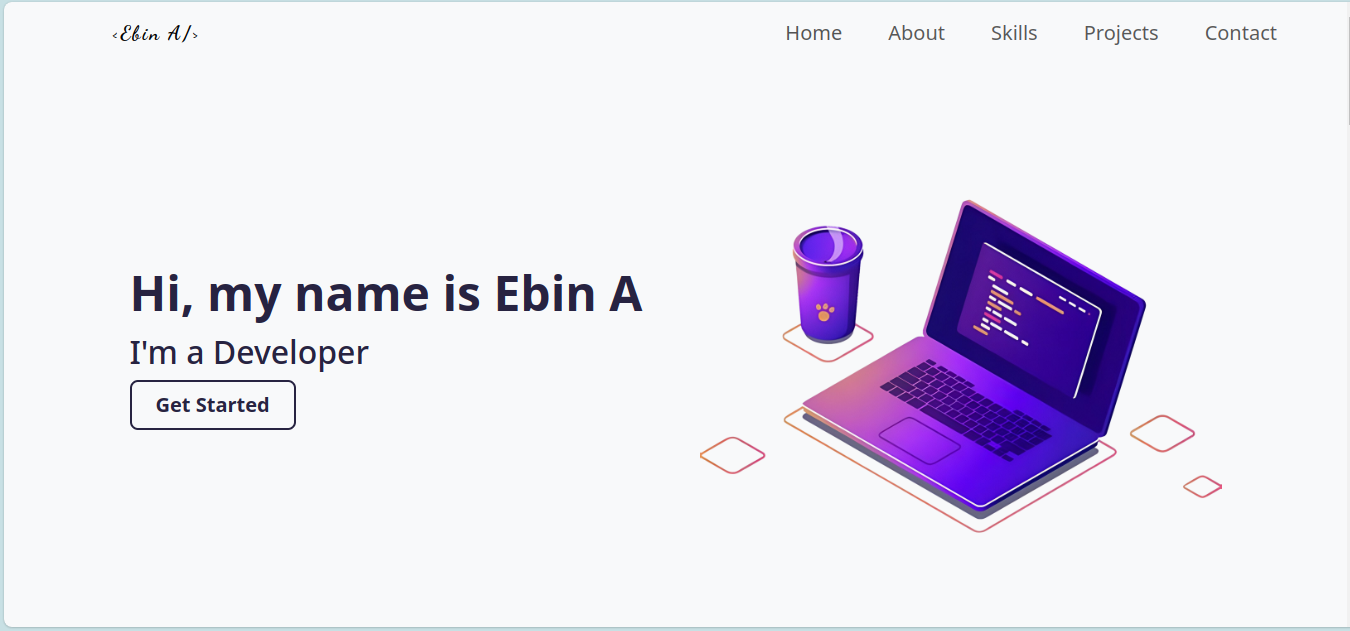 <Ebin A/>
Home About Skills Projects Contact
Hi, my name is Ebin A
I'm a Developer
Get Started